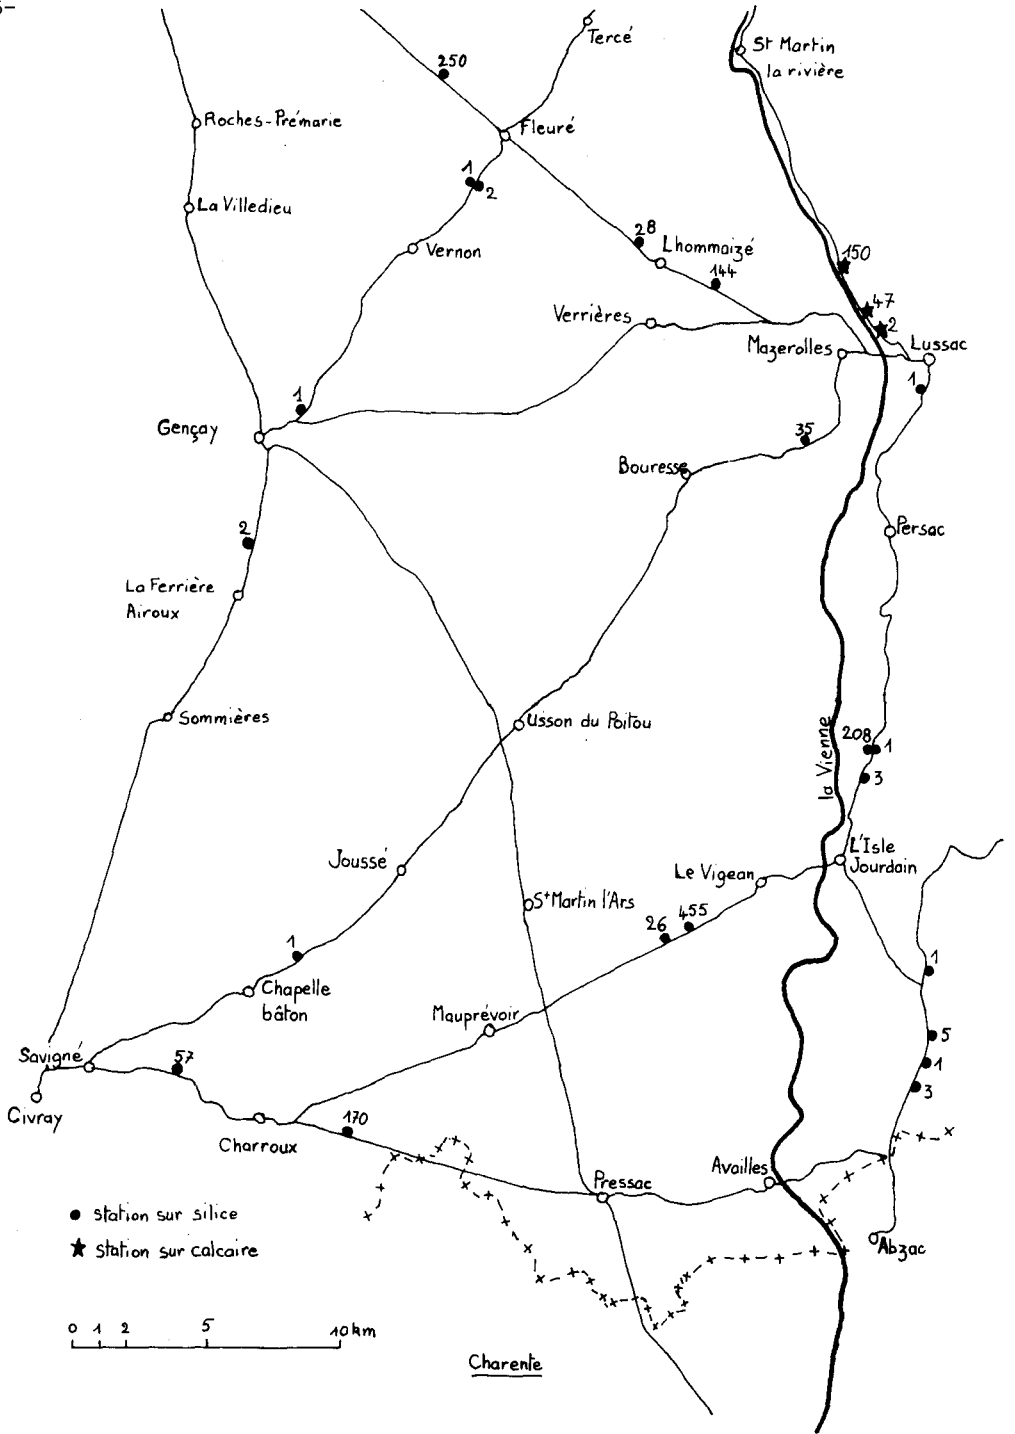 Tercé
St Martin
la rivière
250
Roches-Prémarie
Fleuré
1
2
La Villedieu
Vernon
28
Lhommaizé
144
150
47
2
Verrières
Mazerolles
Lussac
1
1
Gençay
35
Bouresse
2
Persac
La Ferrière
Airoux
Sommières
Usson du Poitou
la Vienne
208
1
3
Joussé
L'Isle
Jourdain
Le Vigean
St Martin l'Ars
26
455
1
1
Chapelle
bâton
Mauprévoir
5
Savigné
57
1
3
Civray
Charroux
170
Availles
Pressac
station sur silice
station sur calcaire
Abzac
0 1 2 5 10 km
Charente